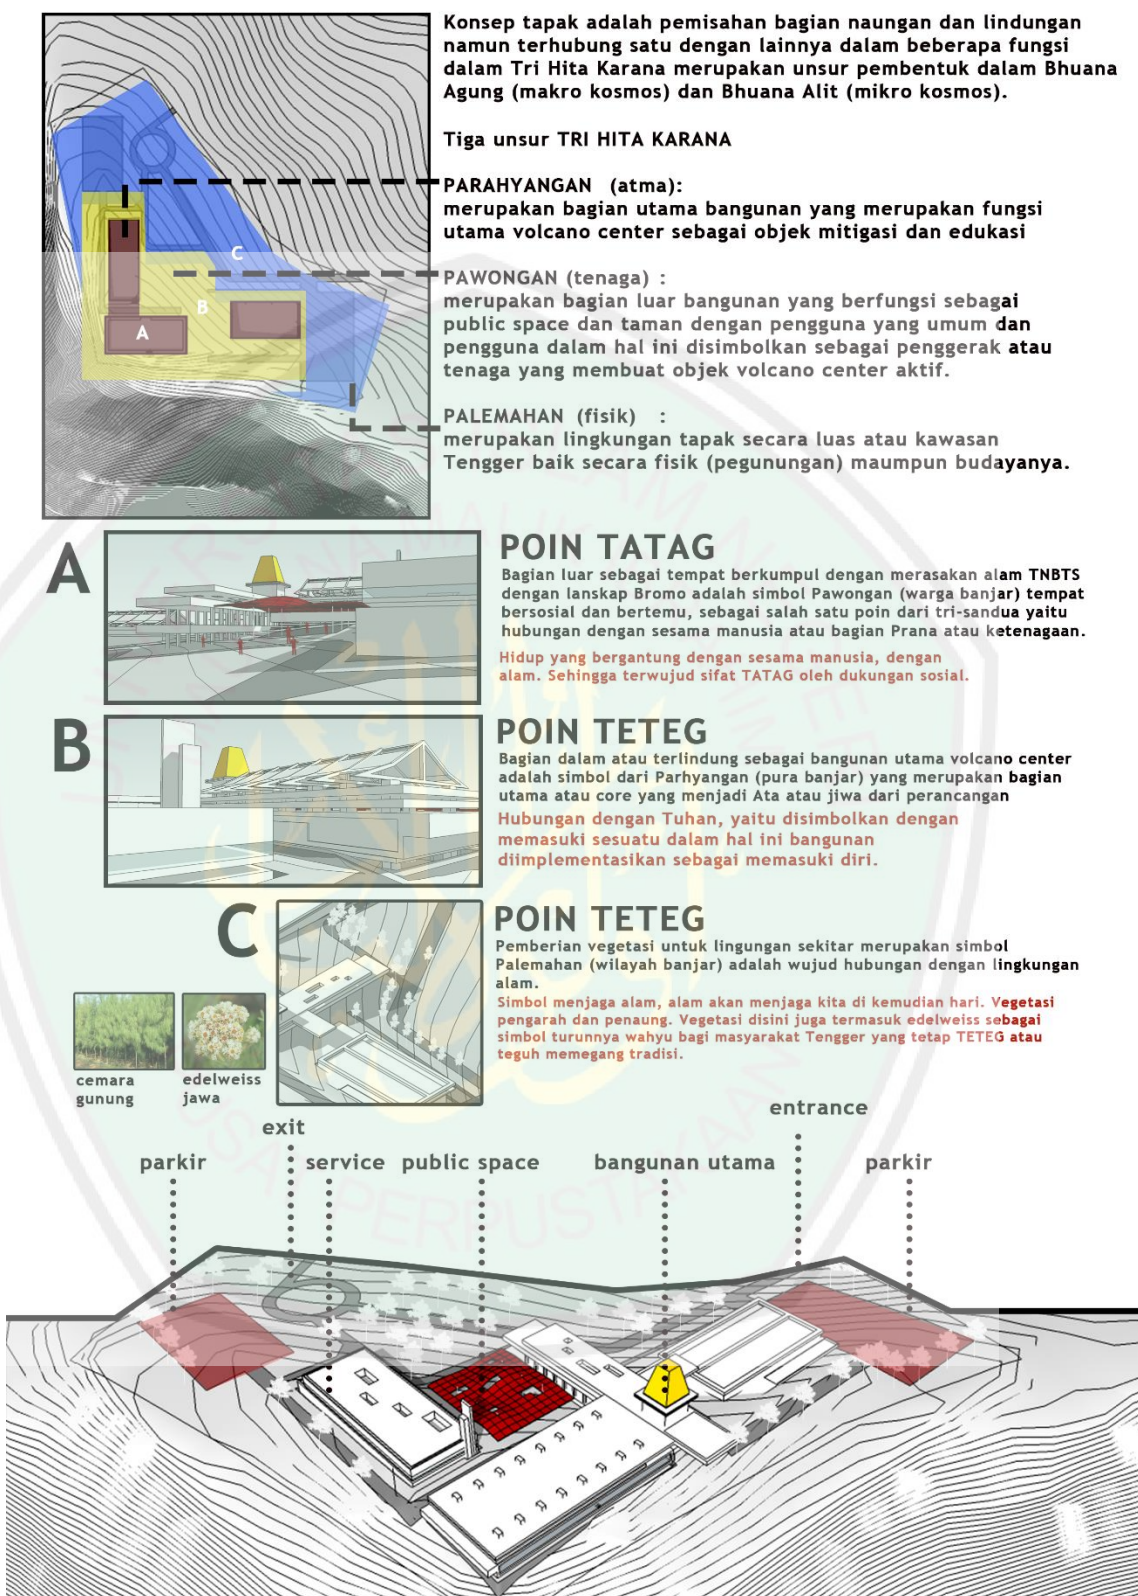 Konsep tapak adalah pemisahan bagian naungan dan lindungan
namun terhubung satu dengan lainnya dalam beberapa fungsi
dalam Tri Hita Karana merupakan unsur pembentuk dalam Bhuana
Agung (makro kosmos) dan Bhuana Alit (mikro kosmos).
Tiga unsur TRI HITA KARANA
PARAHYANGAN (atma):
merupakan bagian utama bangunan yang merupakan fungsi
utama volcano center sebagai objek mitigasi dan edukasi
PAWONGAN (tenaga) :
merupakan bagian luar bangunan yang berfungsi sebagai
public space dan taman dengan pengguna yang umum dan
pengguna dalam hal ini disimbolkan sebagai penggerak atau
tenaga yang membuat objek volcano center aktif.
PALEMAHAN (fisik) :
merupakan lingkungan tapak secara luas atau kawasan
Tengger baik secara fisik (pegunungan) maumpun budayanya.
C
B
A
A
POIN TATAG
Bagian luar sebagai tempat berkumpul dengan merasakan alam TNBTS
dengan lanskap Bromo adalah simbol Pawongan (warga banjar) tempat
bersosial dan bertemu, sebagai salah satu poin dari tri-sandua yaitu
hubungan dengan sesama manusia atau bagian Prana atau ketenagaan.
Hidup yang bergantung dengan sesama manusia, dengan
alam. Sehingga terwujud sifat TATAG oleh dukungan sosial.
B
POIN TETEG
Bagian dalam atau terlindung sebagai bangunan utama volcano center
adalah simbol dari Parhyangan (pura banjar) yang merupakan bagian
utama atau core yang menjadi Ata atau jiwa dari perancangan
Hubungan dengan Tuhan, yaitu disimbolkan dengan
memasuki sesuatu dalam hal ini bangunan
diimplementasikan sebagai memasuki diri.
C
POIN TETEG
Pemberian vegetasi untuk lingungan sekitar merupakan simbol
Palemahan (wilayah banjar) adalah wujud hubungan dengan lingkungan
alam.
Simbol menjaga alam, alam akan menjaga kita di kemudian hari. Vegetasi
pengarah dan penaung. Vegetasi disini juga termasuk edelweiss sebagai
simbol turunnya wahyu bagi masyarakat Tengger yang tetap TETEG atau
teguh memegang tradisi.
cemara
gunung
edelweiss
jawa
entrance
exit
parkir
service
public space
bangunan utama
parkir